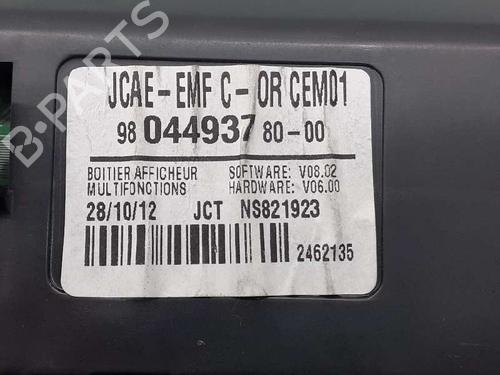 JCAE-EMF C-OR CEM01
98 044937 80-00
BOITIER AFFICHEUR SOFTWARE: V08.02
MULTIFONCTIONS HARDWARE: V06.00
28/10/12 JCT NS821923
2462135
B-PARTS